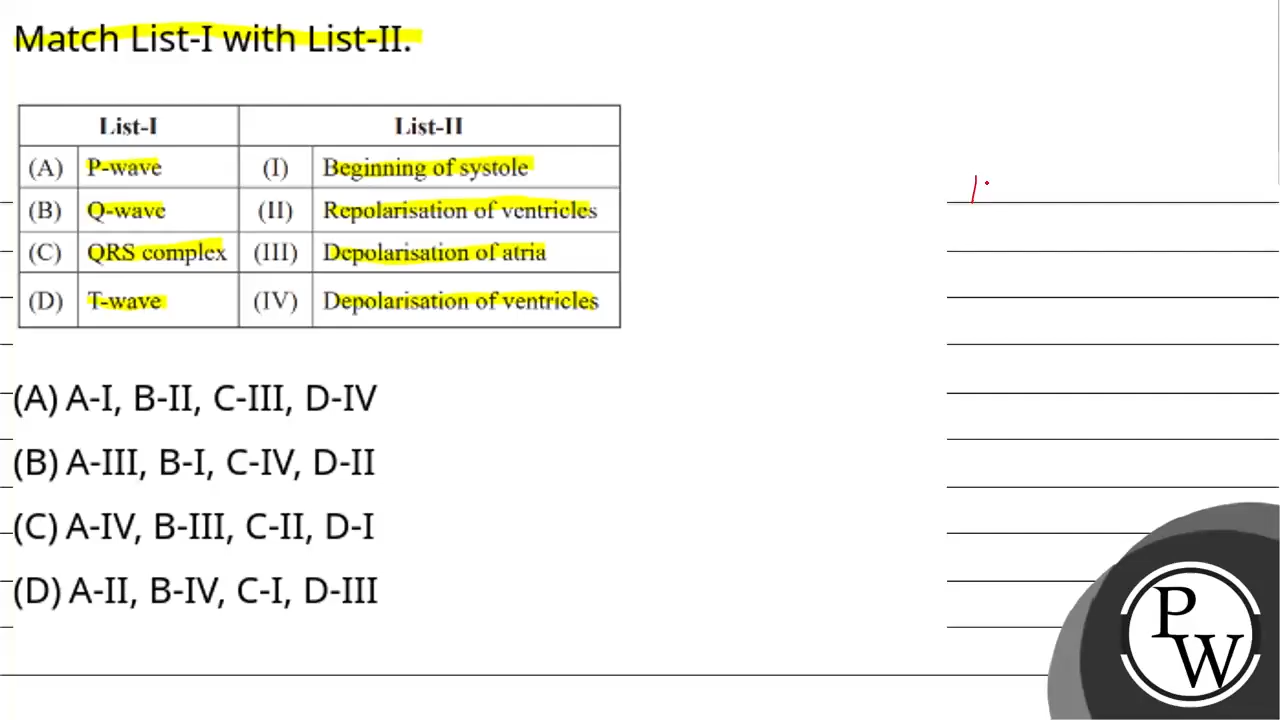 Match List-I with List-II.
List-I List-II
(A) P-wave (I) Beginning of systole
(B) Q-wave (II) Repolarisation of ventricles
(C) QRS complex (III) Depolarisation of atria
(D) T-wave (IV) Depolarisation of ventricles
(A) A-I, B-II, C-III, D-IV
(B) A-III, B-I, C-IV, D-II
(C) A-IV, B-III, C-II, D-I
(D) A-II, B-IV, C-I, D-III
P
W